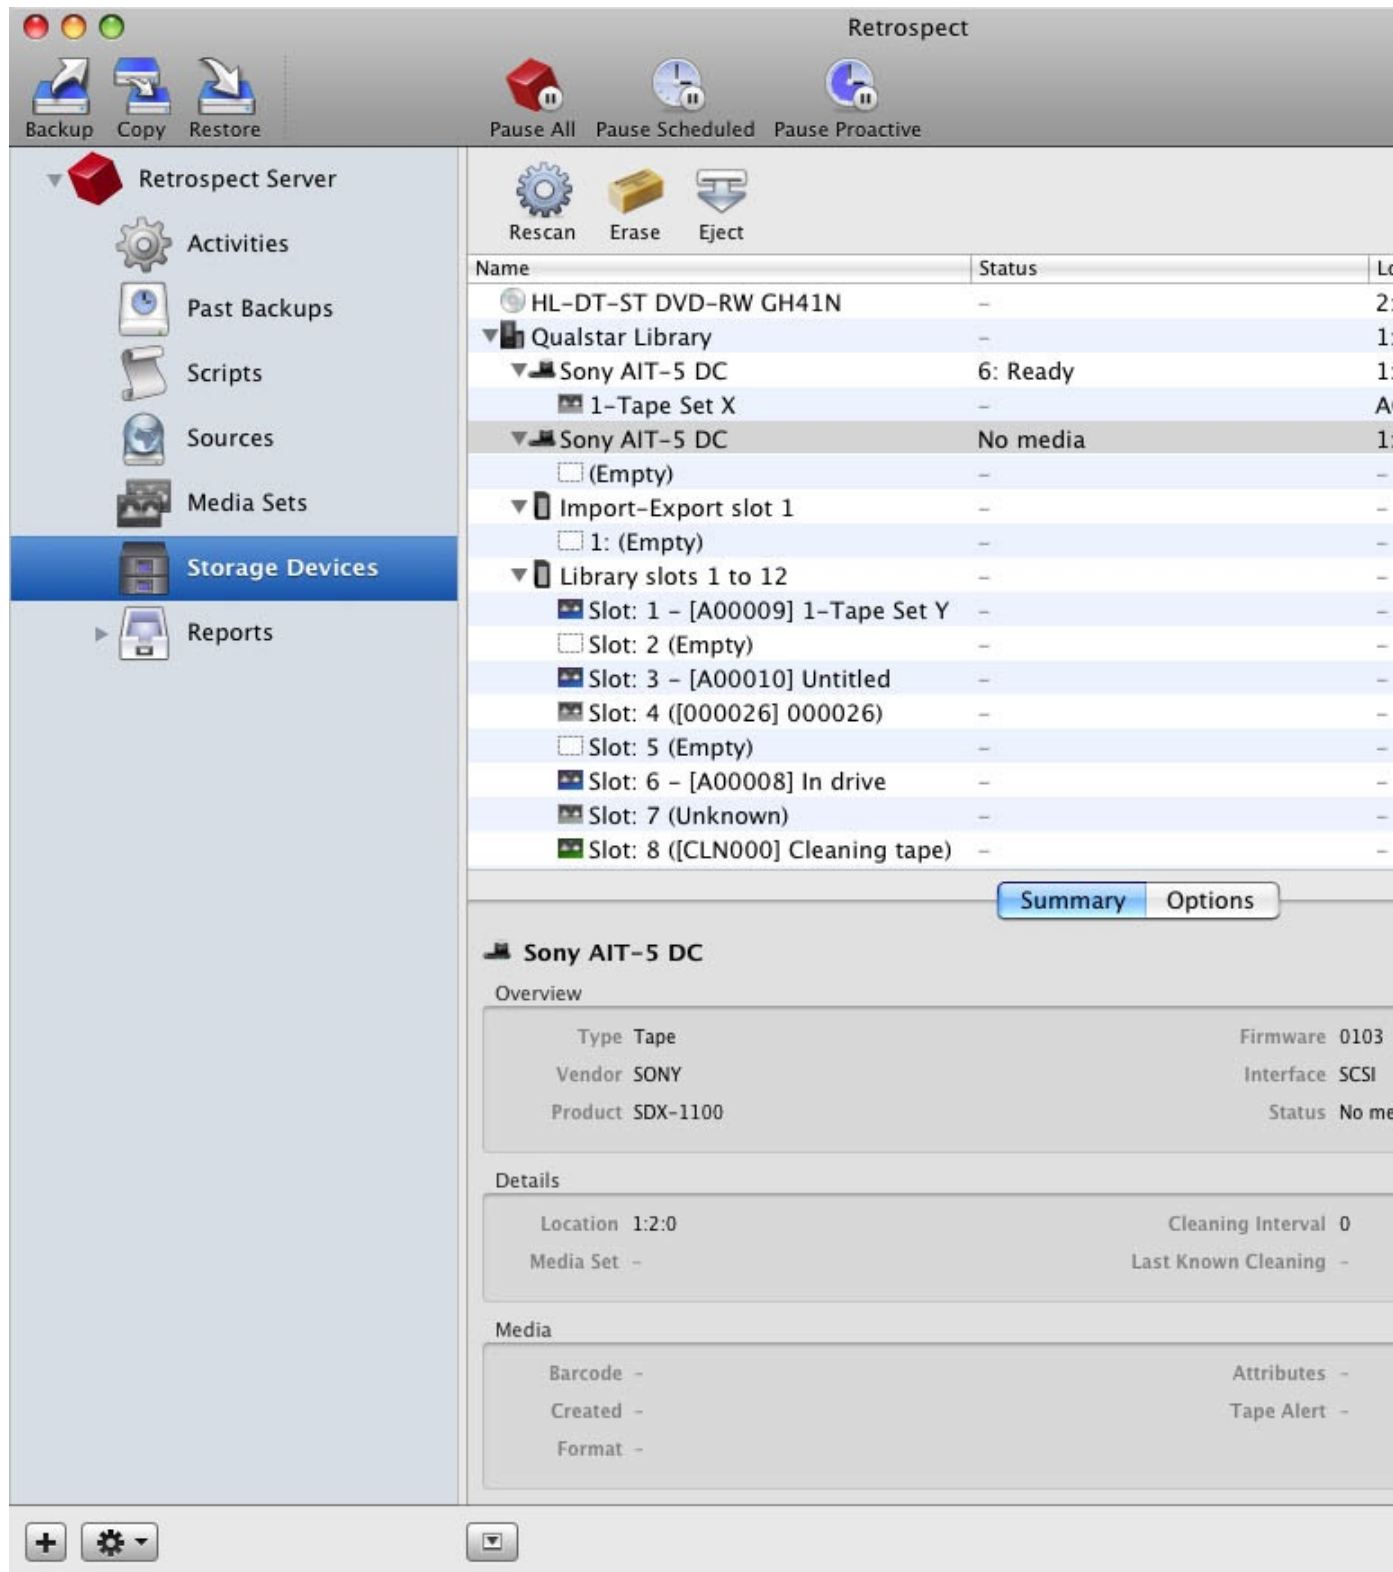 Retrospect
Backup Copy Restore Pause All Pause Scheduled Pause Proactive
Retrospect Server
Activities
Past Backups
Scripts
Sources
Media Sets
Storage Devices
Reports
Rescan Erase Eject
Name Status
HL-DT-ST DVD-RW GH41N – 2:
Qualstar Library – 1:
Sony AIT-5 DC 6: Ready 1:
1-Tape Set X –
Sony AIT-5 DC No media 1:
(Empty) – –
Import-Export slot 1 – –
1: (Empty) – –
Library slots 1 to 12 – –
Slot: 1 – [A00009] 1-Tape Set Y – –
Slot: 2 (Empty) – –
Slot: 3 – [A00010] Untitled – –
Slot: 4 ([000026] 000026) – –
Slot: 5 (Empty) – –
Slot: 6 – [A00008] In drive – –
Slot: 7 (Unknown) – –
Slot: 8 ([CLN000] Cleaning tape) – –
Summary Options
Sony AIT-5 DC
Overview
Type Tape Firmware 0103
Vendor SONY Interface SCSI
Product SDX-1100 Status No me
Details
Location 1:2:0 Cleaning Interval 0
Media Set – Last Known Cleaning –
Media
Barcode – Attributes –
Created – Tape Alert –
Format –